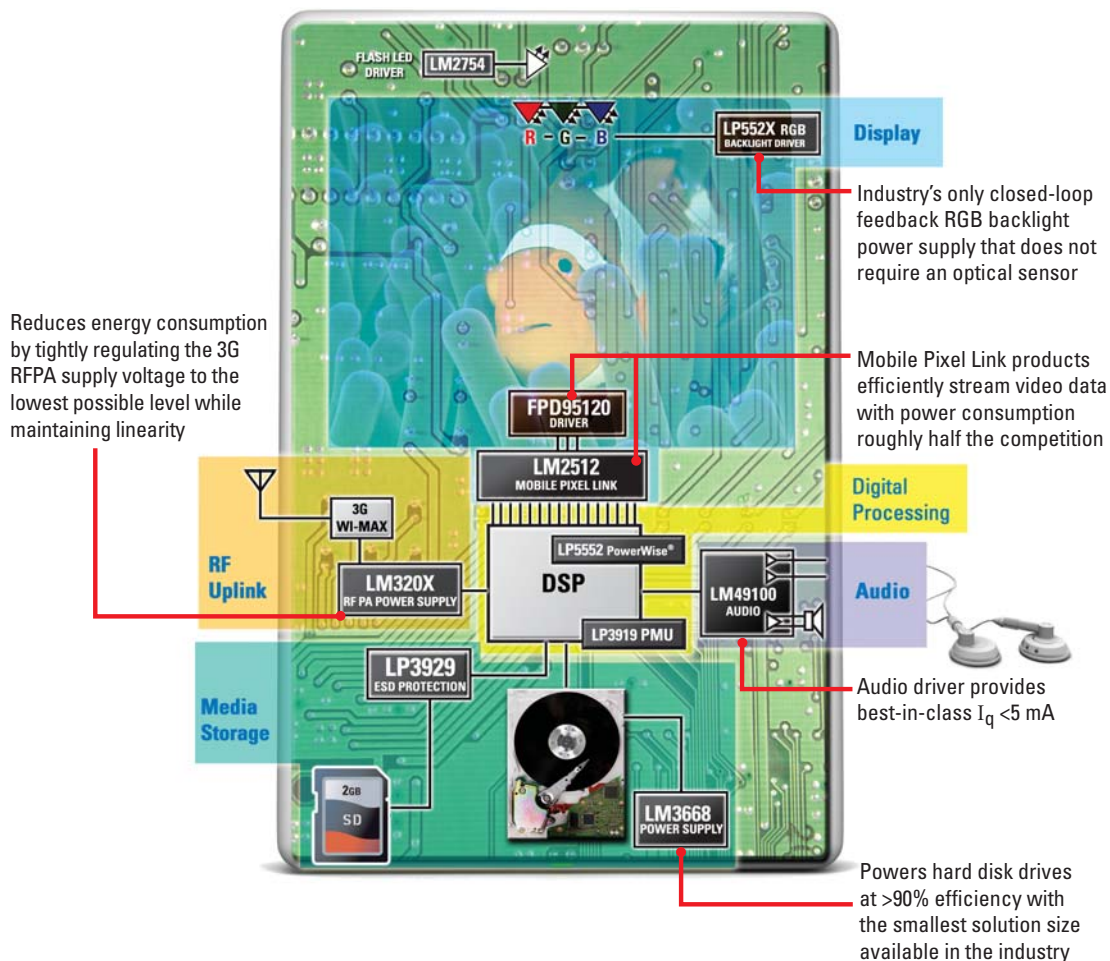 FLASH LED
DRIVER
LM2754
R - G - B
LP552X RGB
BACKLIGHT DRIVER
Display
Industry's only closed-loop
feedback RGB backlight
power supply that does not
require an optical sensor
Reduces energy consumption
by tightly regulating the 3G
RFPA supply voltage to the
lowest possible level while
maintaining linearity
Mobile Pixel Link products
efficiently stream video data
with power consumption
roughly half the competition
FPD95120
DRIVER
LM2512
MOBILE PIXEL LINK
Digital
Processing
3G
WI-MAX
RF
Uplink
LM320X
RF PA POWER SUPPLY
DSP
LP5552 PowerWise®
LP3919 PMU
LM49100
AUDIO
Audio
Audio driver provides
best-in-class Iq <5 mA
LP3929
ESD PROTECTION
Media
Storage
2GB
SD
LM3668
POWER SUPPLY
Powers hard disk drives
at >90% efficiency with
the smallest solution size
available in the industry